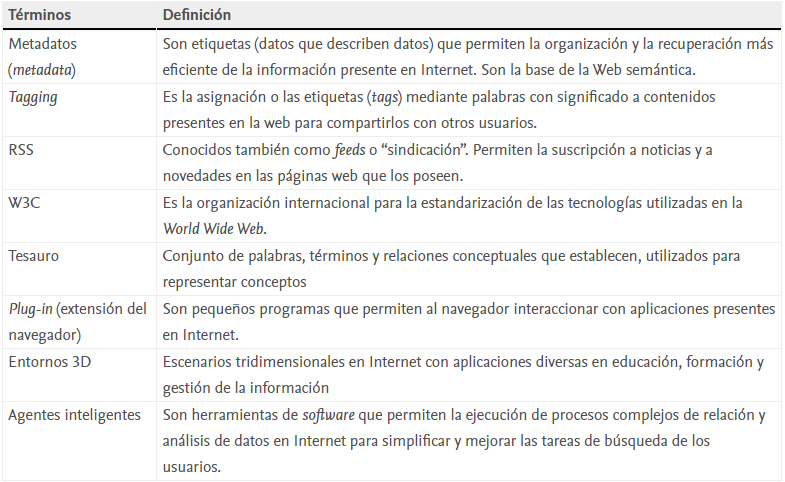 Términos Definición
Metadatos Son etiquetas (datos que describen datos) que permiten la organización y la recuperación más
(metadata) eficiente de la información presente en Internet. Son la base de la Web semántica.
Tagging Es la asignación o las etiquetas (tags) mediante palabras con significado a contenidos
presentes en la web para compartirlos con otros usuarios.
RSS Conocidos también como feeds o “sindicación”. Permiten la suscripción a noticias y a
novedades en las páginas web que los poseen.
W3C Es la organización internacional para la estandarización de las tecnologías utilizadas en la
World Wide Web.
Tesauro Conjunto de palabras, términos y relaciones conceptuales que establecen, utilizados para
representar conceptos
Plug-in (extensión del Son pequeños programas que permiten al navegador interaccionar con aplicaciones presentes
navegador) en Internet.
Entornos 3D Escenarios tridimensionales en Internet con aplicaciones diversas en educación, formación y
gestión de la información
Agentes inteligentes Son herramientas de software que permiten la ejecución de procesos complejos de relación y
análisis de datos en Internet para simplificar y mejorar las tareas de búsqueda de los
usuarios.